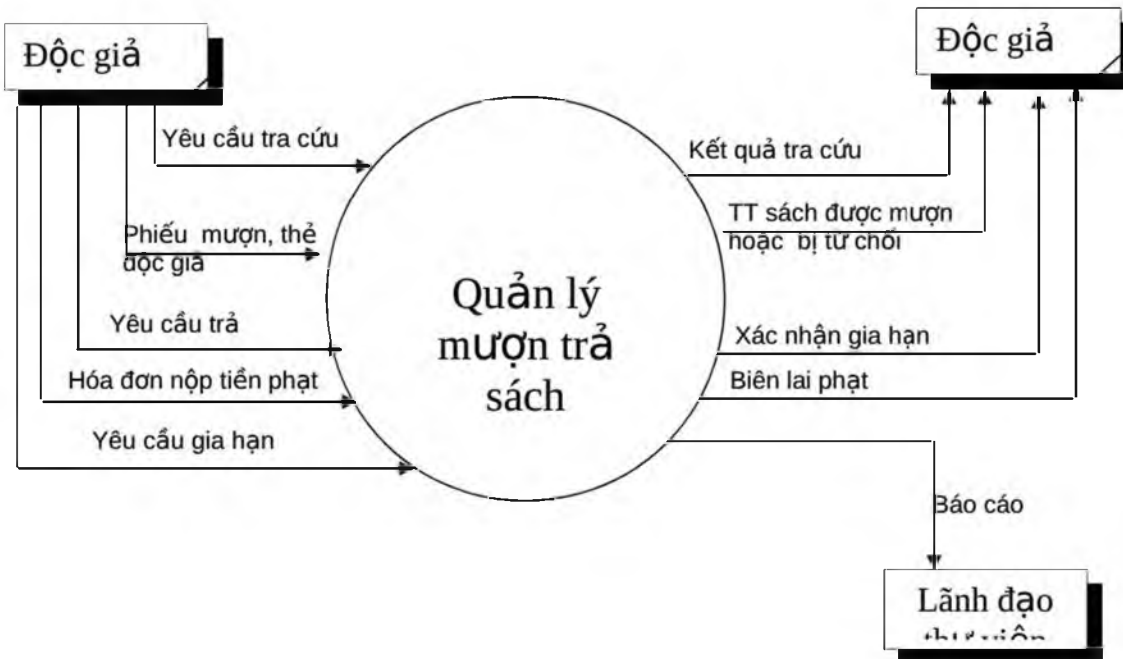 Độc giả
Độc giả
Yêu cầu tra cứu
Kết quả tra cứu
Phiếu mượn, thẻ
độc giả
TT sách được mượn
hoặc bị từ chối
Quản lý
mượn trả
sách
Yêu cầu trả
Xác nhận gia hạn
Hóa đơn nộp tiền phạt
Biên lai phạt
Yêu cầu gia hạn
Báo cáo
Lãnh đạo
thư viện